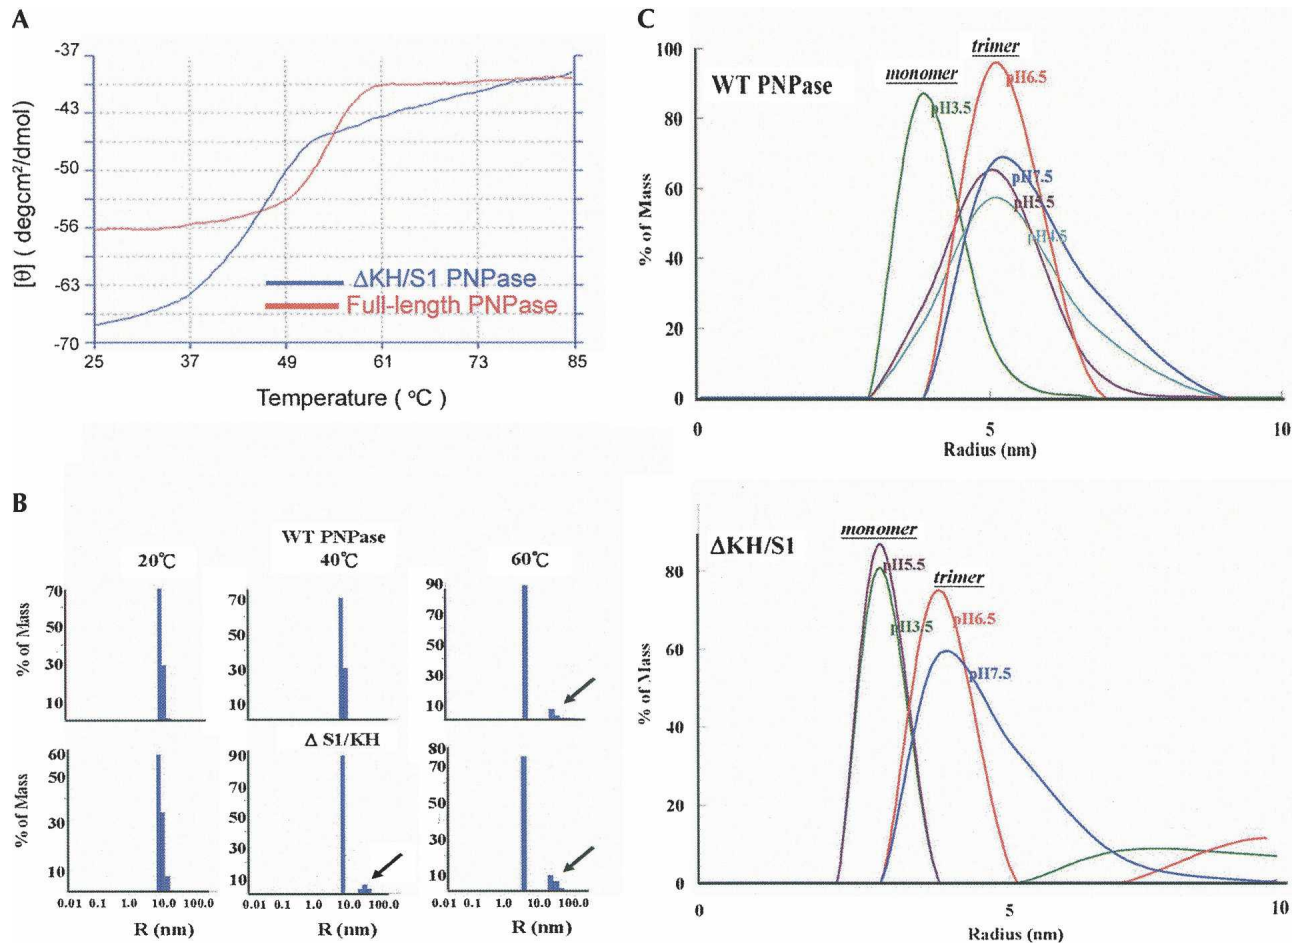 A
-37
-43
-50
-56
-63
-70
[θ] ( degcm²/dmol)
ΔKH/S1 PNPase
Full-length PNPase
25 37 49 61 73 85
Temperature ( °C )
B
WT PNPase
20℃ 40℃ 60℃
% of Mass
70
50
30
10
70
50
30
10
90
70
50
30
10
Δ S1/KH
% of Mass
60
50
30
10
90
70
50
30
10
80
70
50
30
10
0.01 0.1 1.0 10.0 100.0
0.01 0.1 1.0 10.0 100.0
0.01 0.1 1.0 10.0 100.0
R (nm) R (nm) R (nm)
C
WT PNPase
100
80
60
40
20
0
% of Mass
monomer
trimer
pH6.5
pH3.5
pH7.5
pH5.5
pH4.5
0 5 10
Radius (nm)
ΔKH/S1
80
60
40
20
0
% of Mass
monomer
trimer
pH5.5
pH3.5
pH6.5
pH7.5
0 5 10
Radius (nm)